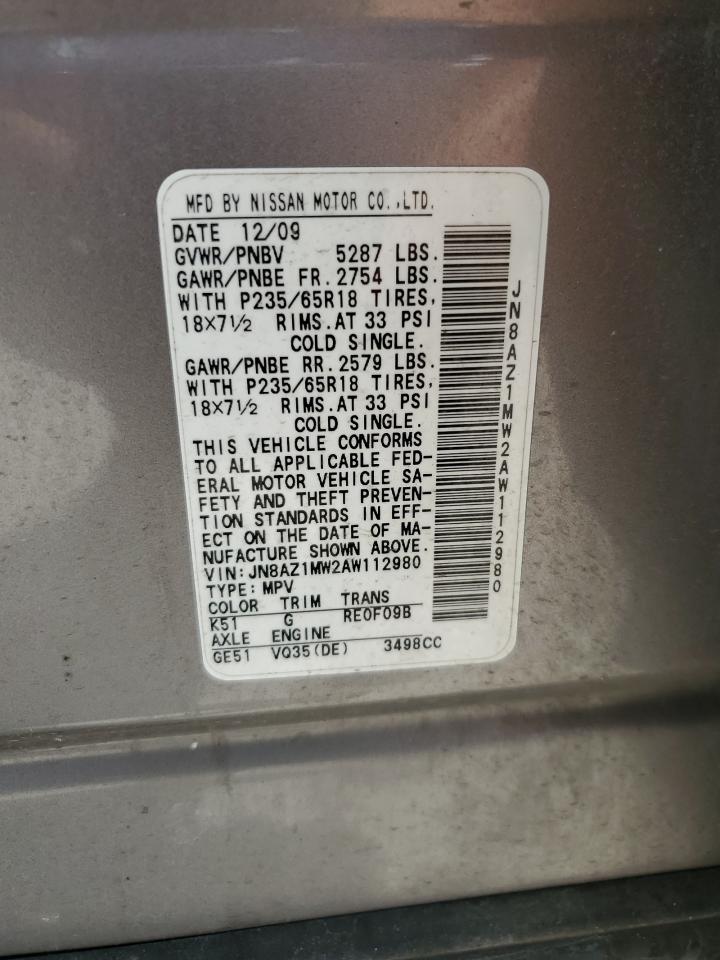 MFD BY NISSAN MOTOR CO.,LTD.
DATE 12/09
GVWR/PNBV 5287 LBS.
GAWR/PNBE FR. 2754 LBS.
WITH P235/65R18 TIRES,
18×7½ RIMS. AT 33 PSI
COLD SINGLE.
GAWR/PNBE RR. 2579 LBS.
WITH P235/65R18 TIRES,
18×7½ RIMS. AT 33 PSI
COLD SINGLE.
THIS VEHICLE CONFORMS
TO ALL APPLICABLE FED-
ERAL MOTOR VEHICLE SA-
FETY AND THEFT PREVEN-
TION STANDARDS IN EFF-
ECT ON THE DATE OF MA-
NUFACTURE SHOWN ABOVE.
VIN: JN8AZ1MW2AW112980
TYPE: MPV
COLOR TRIM TRANS
K51 G RE0F09B
AXLE ENGINE
GE51 VQ35(DE) 3498CC
JN8AZ1MW2AW112980